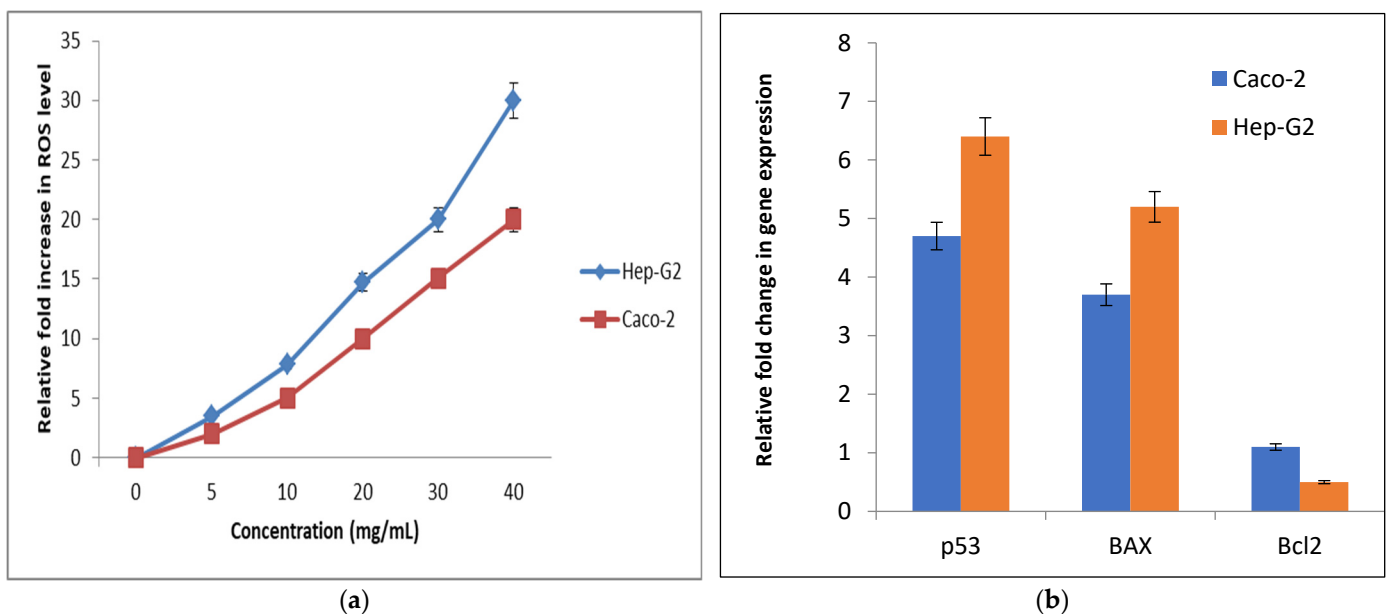 Relative fold increase in ROS level
35
30
25
20
15
10
5
0
0 5 10 20 30 40
Concentration (mg/mL)
Hep-G2
Caco-2
(a)
Relative fold change in gene expression
8
7
6
5
4
3
2
1
0
p53 BAX Bcl2
Caco-2
Hep-G2
(b)